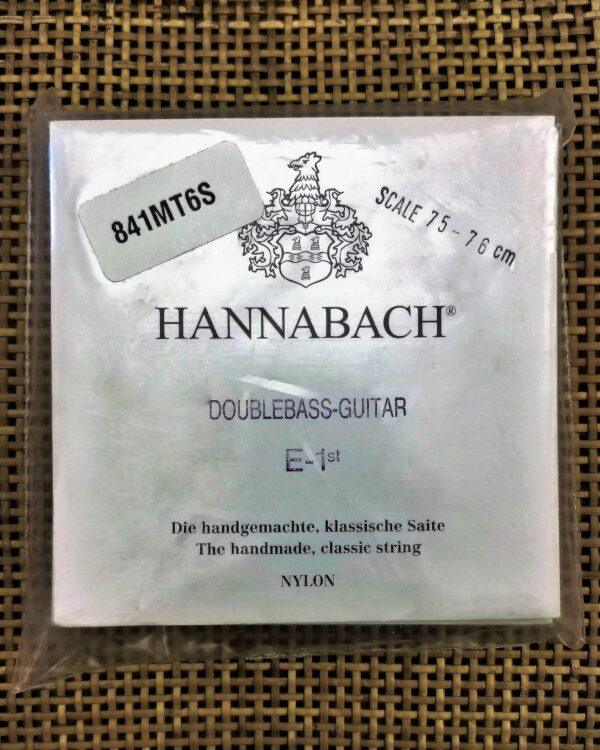 841MT6S
SCALE 75-76 cm
HANNABACH®
DOUBLEBASS-GUITAR
E-1st
Die handgemachte, klassische Saite
The handmade, classic string
NYLON